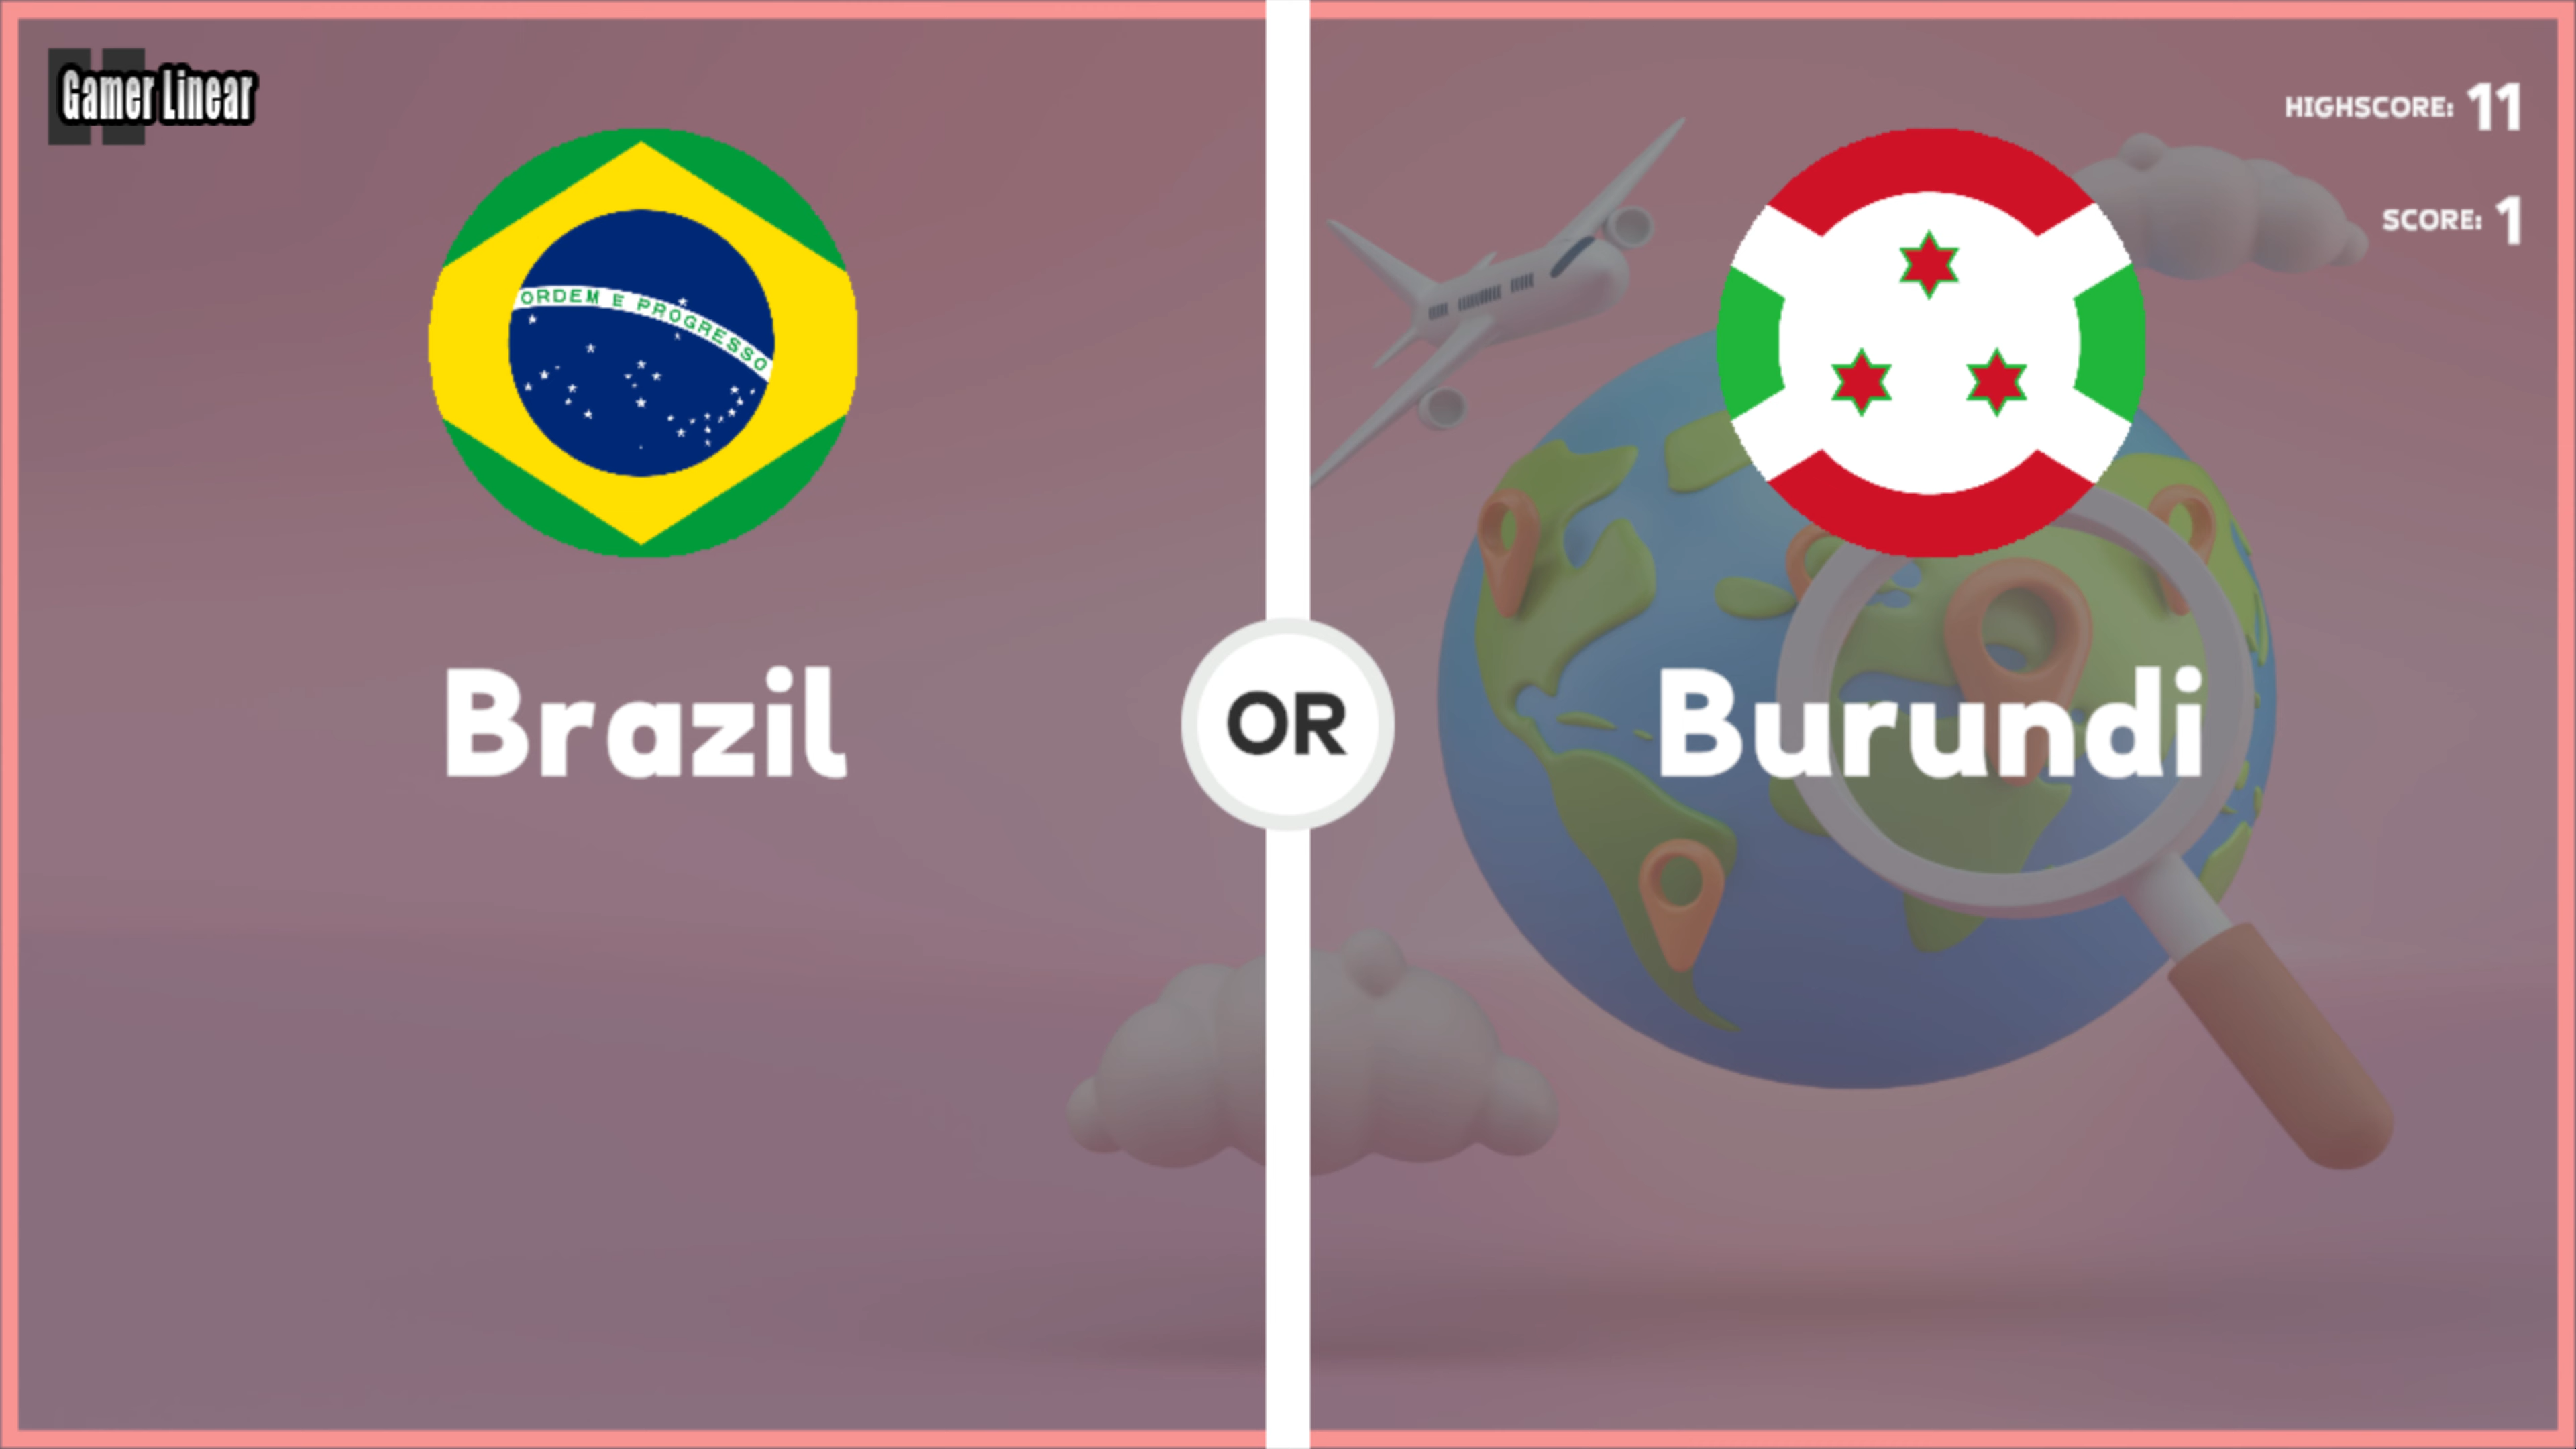 Gamer Linear
HIGHSCORE: 11
SCORE: 1
ORDEM E PROGRESSO
Brazil
OR
Burundi